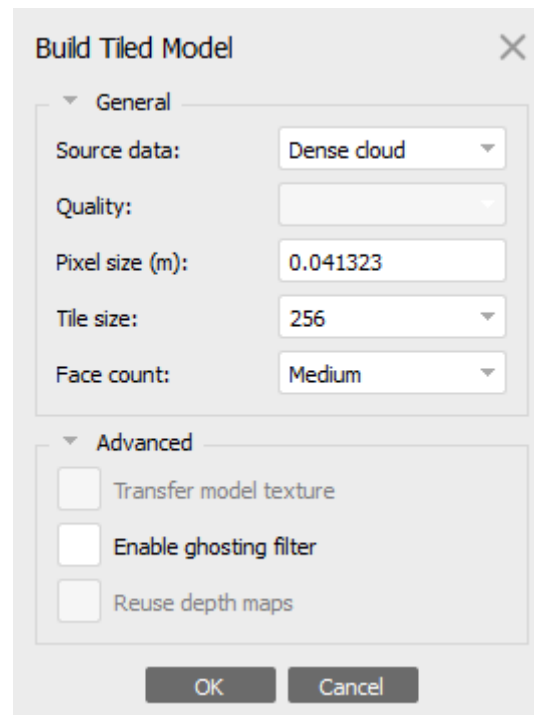 Build Tiled Model
General
Source data: Dense cloud
Quality:
Pixel size (m): 0.041323
Tile size: 256
Face count: Medium
Advanced
Transfer model texture
Enable ghosting filter
Reuse depth maps
OK Cancel